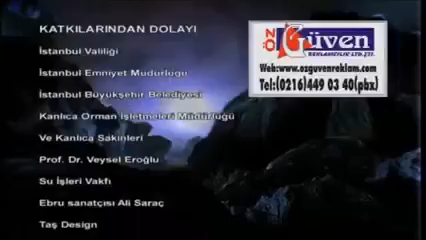 KATKILARINDAN DOLAYI
İstanbul Valiliği
İstanbul Emniyet Müdürlüğü
İstanbul Büyükşehir Belediyesi
Kanlıca Orman İşletmeleri Müdürlüğü
Ve Kanlıca Sakinleri
Prof. Dr. Veysel Eroğlu
Su İşleri Vakfı
Ebru sanatçısı Ali Saraç
Taş Design
ÖZ Güven
REKLAMCILIK LTD.ŞTİ.
Web:www.ozguvenreklam.com
Tel:(0216)449 03 40(pbx)